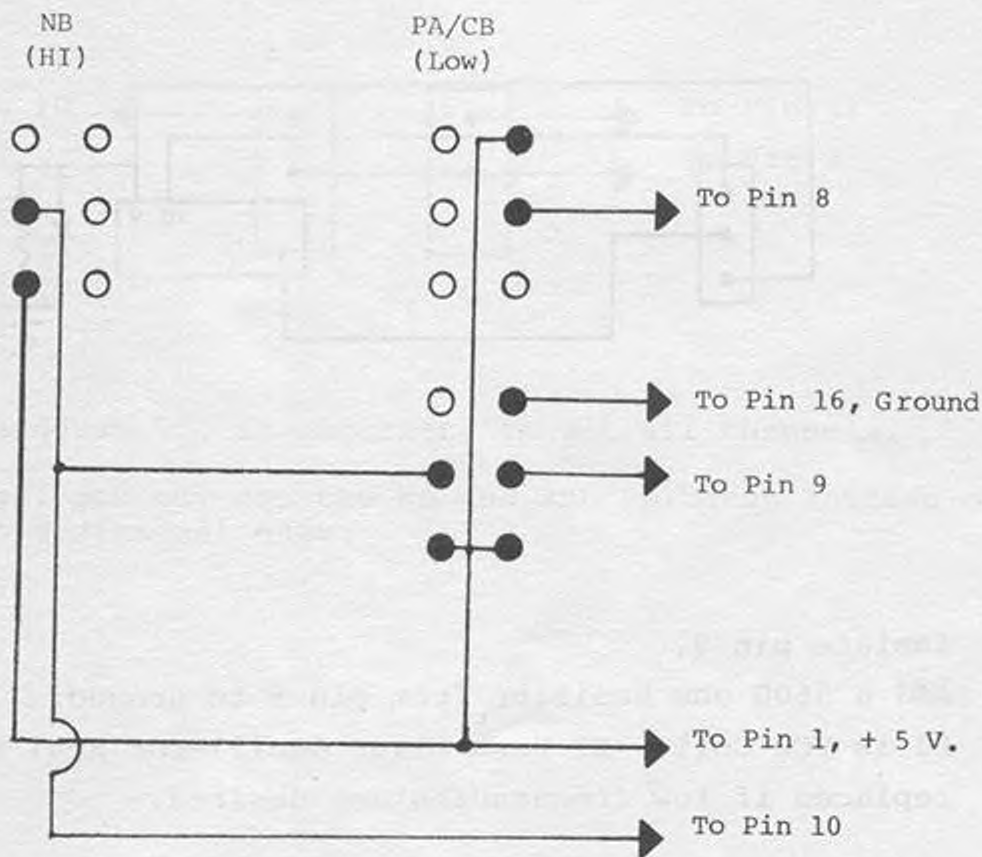 NB
(HI)
PA/CB
(Low)
To Pin 8
To Pin 16, Ground
To Pin 9
To Pin 1, + 5 V.
To Pin 10